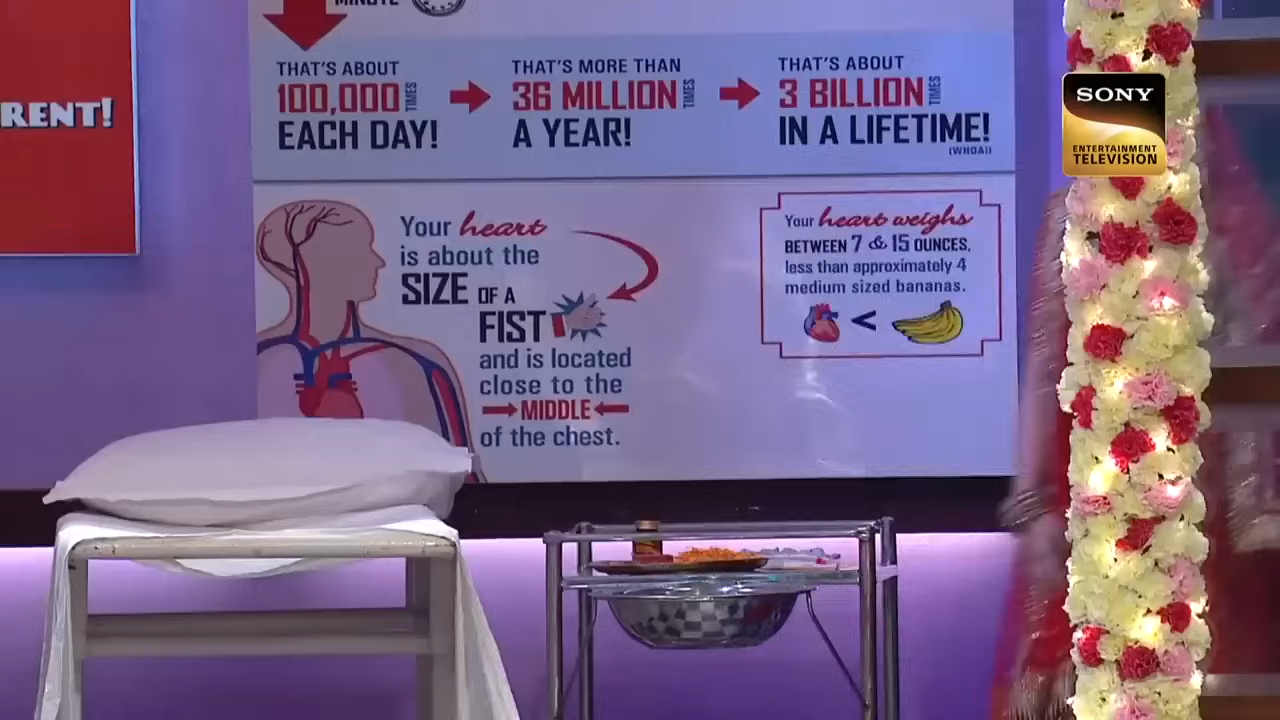 MINUTE
RENT!
THAT'S ABOUT
100,000 TIMES
EACH DAY!
THAT'S MORE THAN
36 MILLION TIMES
A YEAR!
THAT'S ABOUT
3 BILLION TIMES
IN A LIFETIME!
(WHOA!)
Your heart
is about the
SIZE OF A
FIST
and is located
close to the
MIDDLE
of the chest.
Your heart weighs
BETWEEN 7 & 15 OUNCES,
less than approximately 4
medium sized bananas.
<
SONY
ENTERTAINMENT
TELEVISION